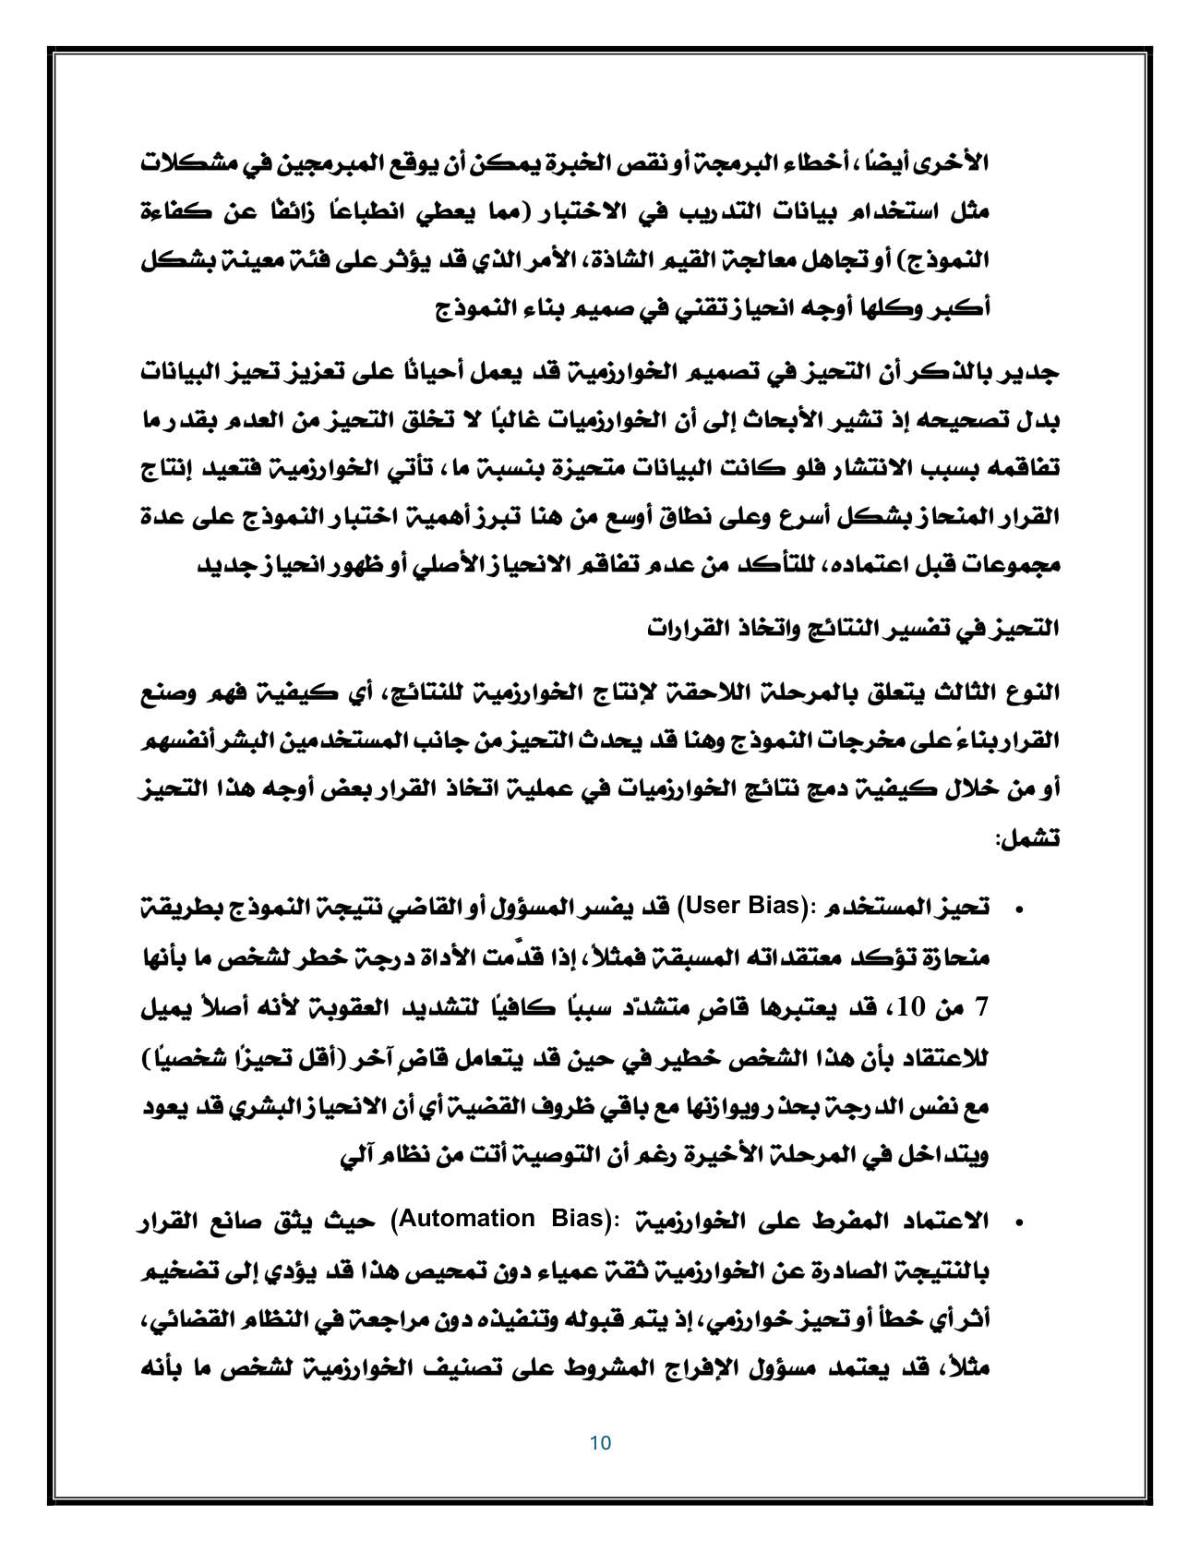 الأخرى أيضًا، أخطاء البرمجة أو نقص الخبرة يمكن أن يوقع المبرمجين في مشكلات
مثل استخدام بيانات التدريب في الاختبار (مما يعطي انطباعًا زائفًا عن كفاءة
النموذج) أو تجاهل معالجة القيم الشاذة، الأمر الذي قد يؤثر على فئة معينة بشكل
أكبر وكلها أوجه انحياز تقني في صميم بناء النموذج
جدير بالذكر أن التحيز في تصميم الخوارزمية قد يعمل أحيانًا على تعزيز تحيز البيانات
بدل تصحيحه إذ تشير الأبحاث إلى أن الخوارزميات غالبًا لا تخلق التحيز من العدم بقدر ما
تفاقمه بسبب الانتشار فلو كانت البيانات متحيزة بنسبة ما، تأتي الخوارزمية فتعيد إنتاج
القرار المنحاز بشكل أسرع وعلى نطاق أوسع من هنا تبرز أهمية اختبار النموذج على عدة
مجموعات قبل اعتماده، للتأكد من عدم تفاقم الانحياز الأصلي أو ظهور انحياز جديد
التحيز في تفسير النتائج واتخاذ القرارات
النوع الثالث يتعلق بالمرحلة اللاحقة لإنتاج الخوارزمية للنتائج، أي كيفية فهم وصنع
القرار بناءً على مخرجات النموذج وهنا قد يحدث التحيز من جانب المستخدمين البشر أنفسهم
أو من خلال كيفية دمج نتائج الخوارزميات في عملية اتخاذ القرار بعض أوجه هذا التحيز
تشمل:
• تحيز المستخدم :(User Bias) قد يفسر المسؤول أو القاضي نتيجة النموذج بطريقة
منحازة تؤكد معتقداته المسبقة فمثلاً، إذا قدَّمت الأداة درجة خطر لشخص ما بأنها
7 من 10، قد يعتبرها قاضٍ متشدّد سببًا كافيًا لتشديد العقوبة لأنه أصلاً يميل
للاعتقاد بأن هذا الشخص خطير في حين قد يتعامل قاضٍ آخر (أقل تحيزًا شخصيًا)
مع نفس الدرجة بحذر ويوازنها مع باقي ظروف القضية أي أن الانحياز البشري قد يعود
ويتداخل في المرحلة الأخيرة رغم أن التوصية أتت من نظام آلي
• الاعتماد المفرط على الخوارزمية :(Automation Bias) حيث يثق صانع القرار
بالنتيجة الصادرة عن الخوارزمية ثقة عمياء دون تمحيص هذا قد يؤدي إلى تضخيم
أثر أي خطأ أو تحيز خوارزمي، إذ يتم قبوله وتنفيذه دون مراجعة في النظام القضائي،
مثلاً، قد يعتمد مسؤول الإفراج المشروط على تصنيف الخوارزمية لشخص ما بأنه
10